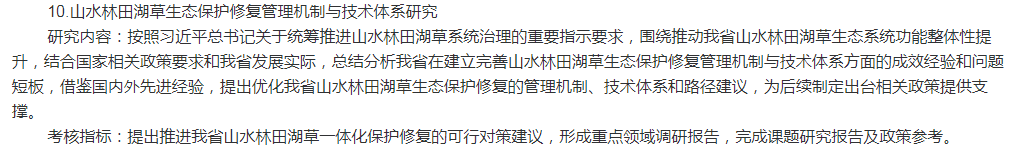 10.山水林田湖草生态保护修复管理机制与技术体系研究
研究内容：按照习近平总书记关于统筹推进山水林田湖草系统治理的重要指示要求，围绕推动我省山水林田湖草生态系统功能整体性提
升，结合国家相关政策要求和我省发展实际，总结分析我省在建立完善山水林田湖草生态保护修复管理机制与技术体系方面的成效经验和问题
短板，借鉴国内外先进经验，提出优化我省山水林田湖草生态保护修复的管理机制、技术体系和路径建议，为后续制定出台相关政策提供支
撑。
考核指标：提出推进我省山水林田湖草一体化保护修复的可行对策建议，形成重点领域调研报告，完成课题研究报告及政策参考。